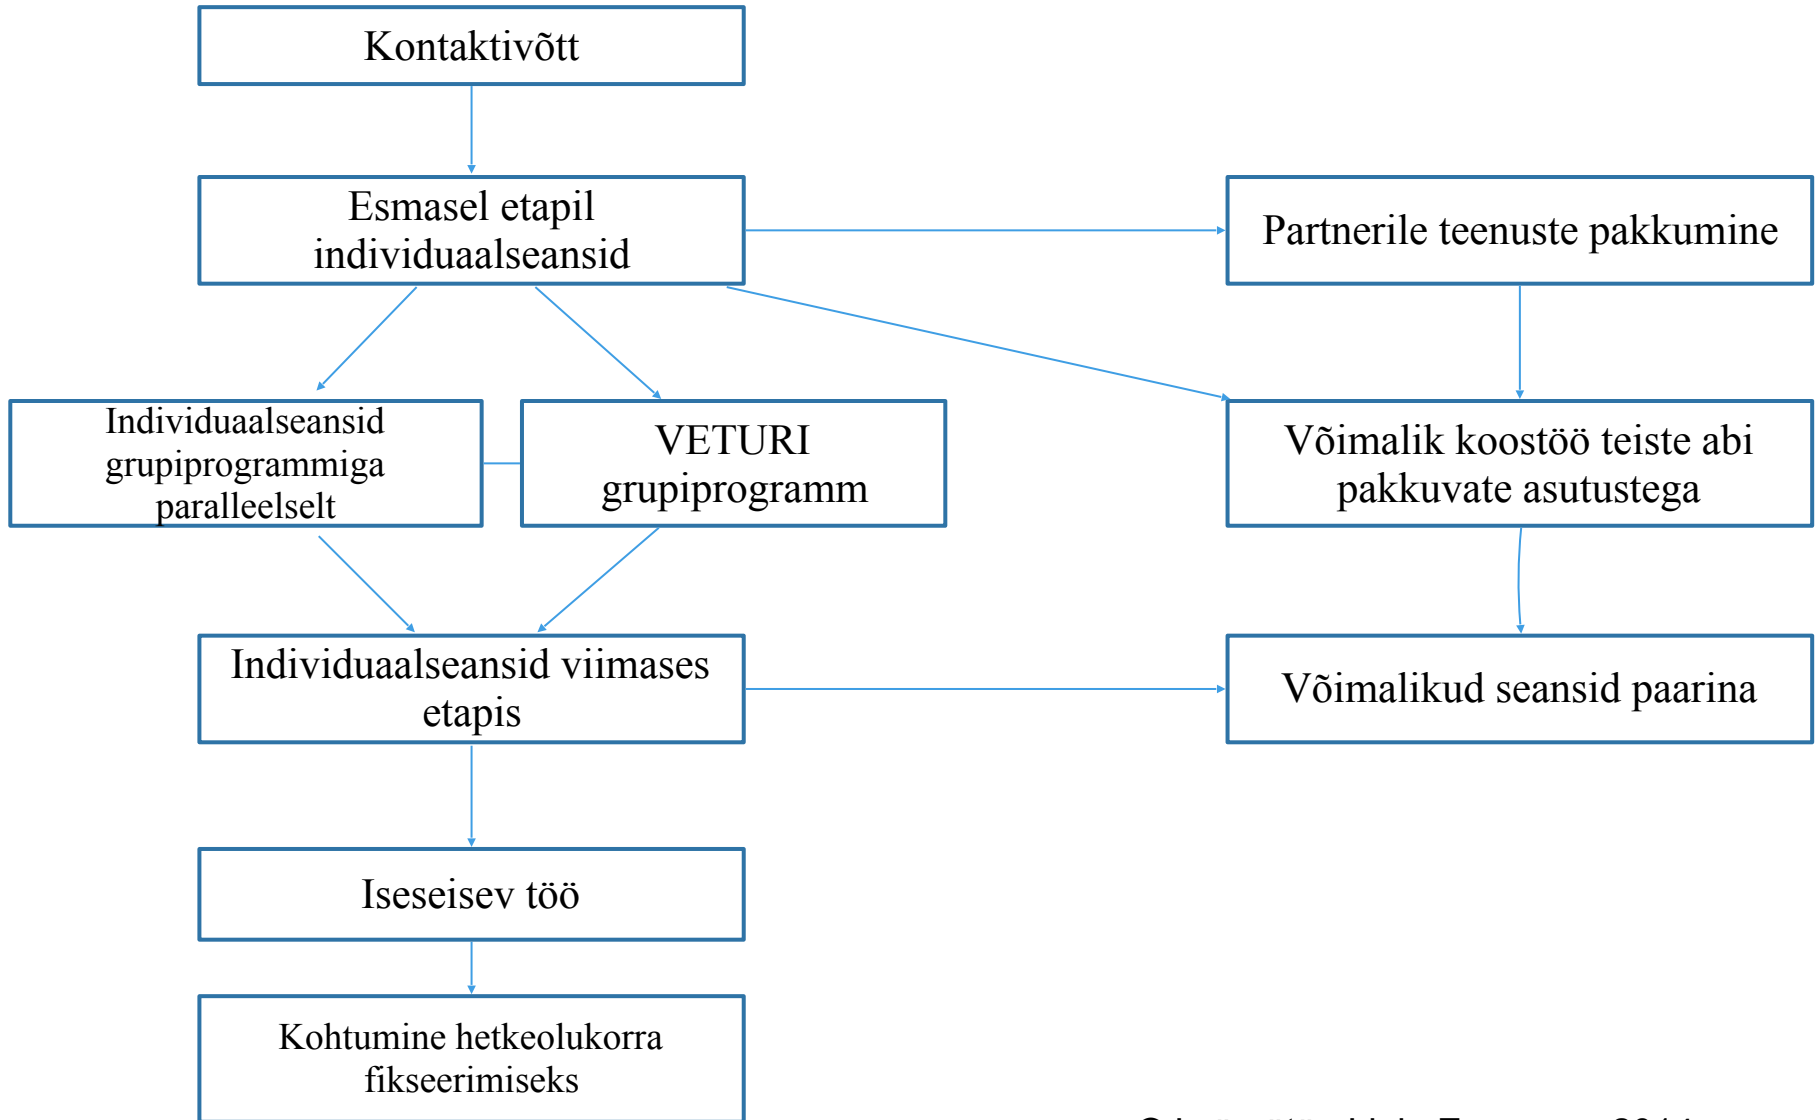 Kontaktivõtt
Esmasel etapil
individuaalseansid
Partnerile teenuste pakkumine
Individuaalseansid
grupiprogrammiga
paralleelselt
VETURI
grupiprogramm
Võimalik koostöö teiste abi
pakkuvate asutustega
Individuaalseansid viimases
etapis
Võimalikud seansid paarina
Iseseisev töö
Kohtumine hetkeolukorra
fikseerimiseks